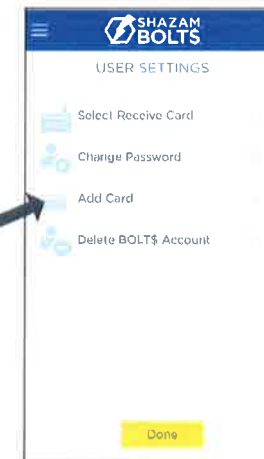 SHAZAM
BOLT$
USER SETTINGS
Select Receive Card
Change Password
Add Card
Delete BOLT$ Account
Done